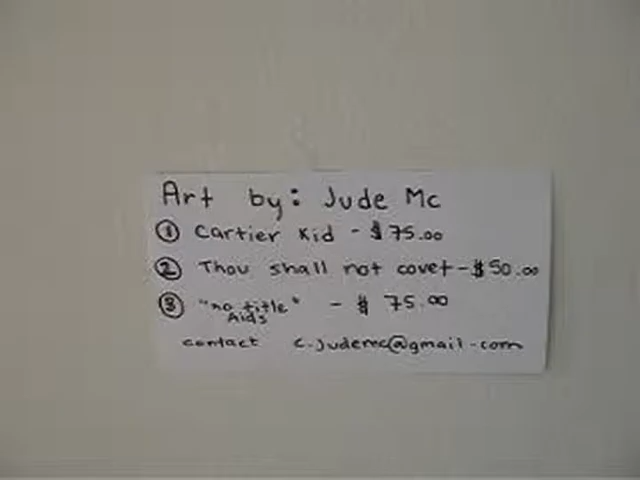 Art by: Jude Mc
① Cartier Kid - $75.00
② Thou shall not covet - $50.00
③ "no title" - $ 75.00
Aids
contact c.judemc@gmail.com